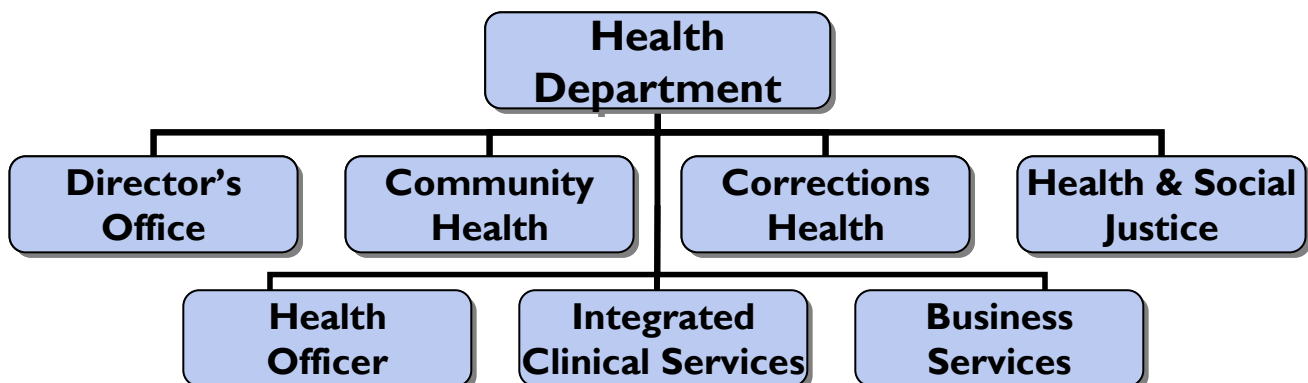 Health
Department
Director’s
Office
Community
Health
Corrections
Health
Health & Social
Justice
Health
Officer
Integrated
Clinical Services
Business
Services